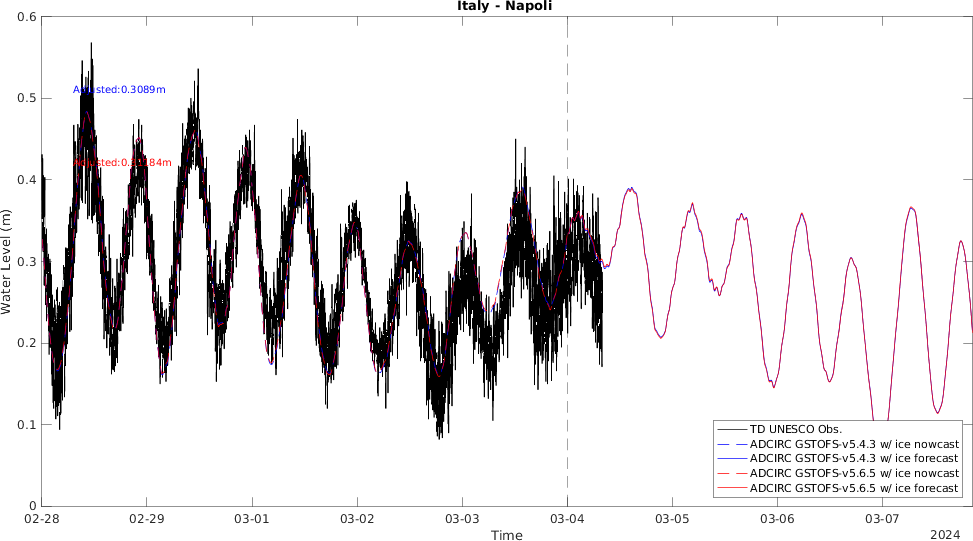 Italy - Napoli
0.6
0.5
0.4
0.3
0.2
0.1
0
Water Level (m)
Adjusted:0.3089m
02-28
02-29
03-01
03-02
03-03
03-04
03-05
03-06
03-07
Time
2024
TD UNESCO Obs.
ADCIRC GSTOFS-v5.4.3 w/ ice nowcast
ADCIRC GSTOFS-v5.4.3 w/ ice forecast
ADCIRC GSTOFS-v5.6.5 w/ ice nowcast
ADCIRC GSTOFS-v5.6.5 w/ ice forecast